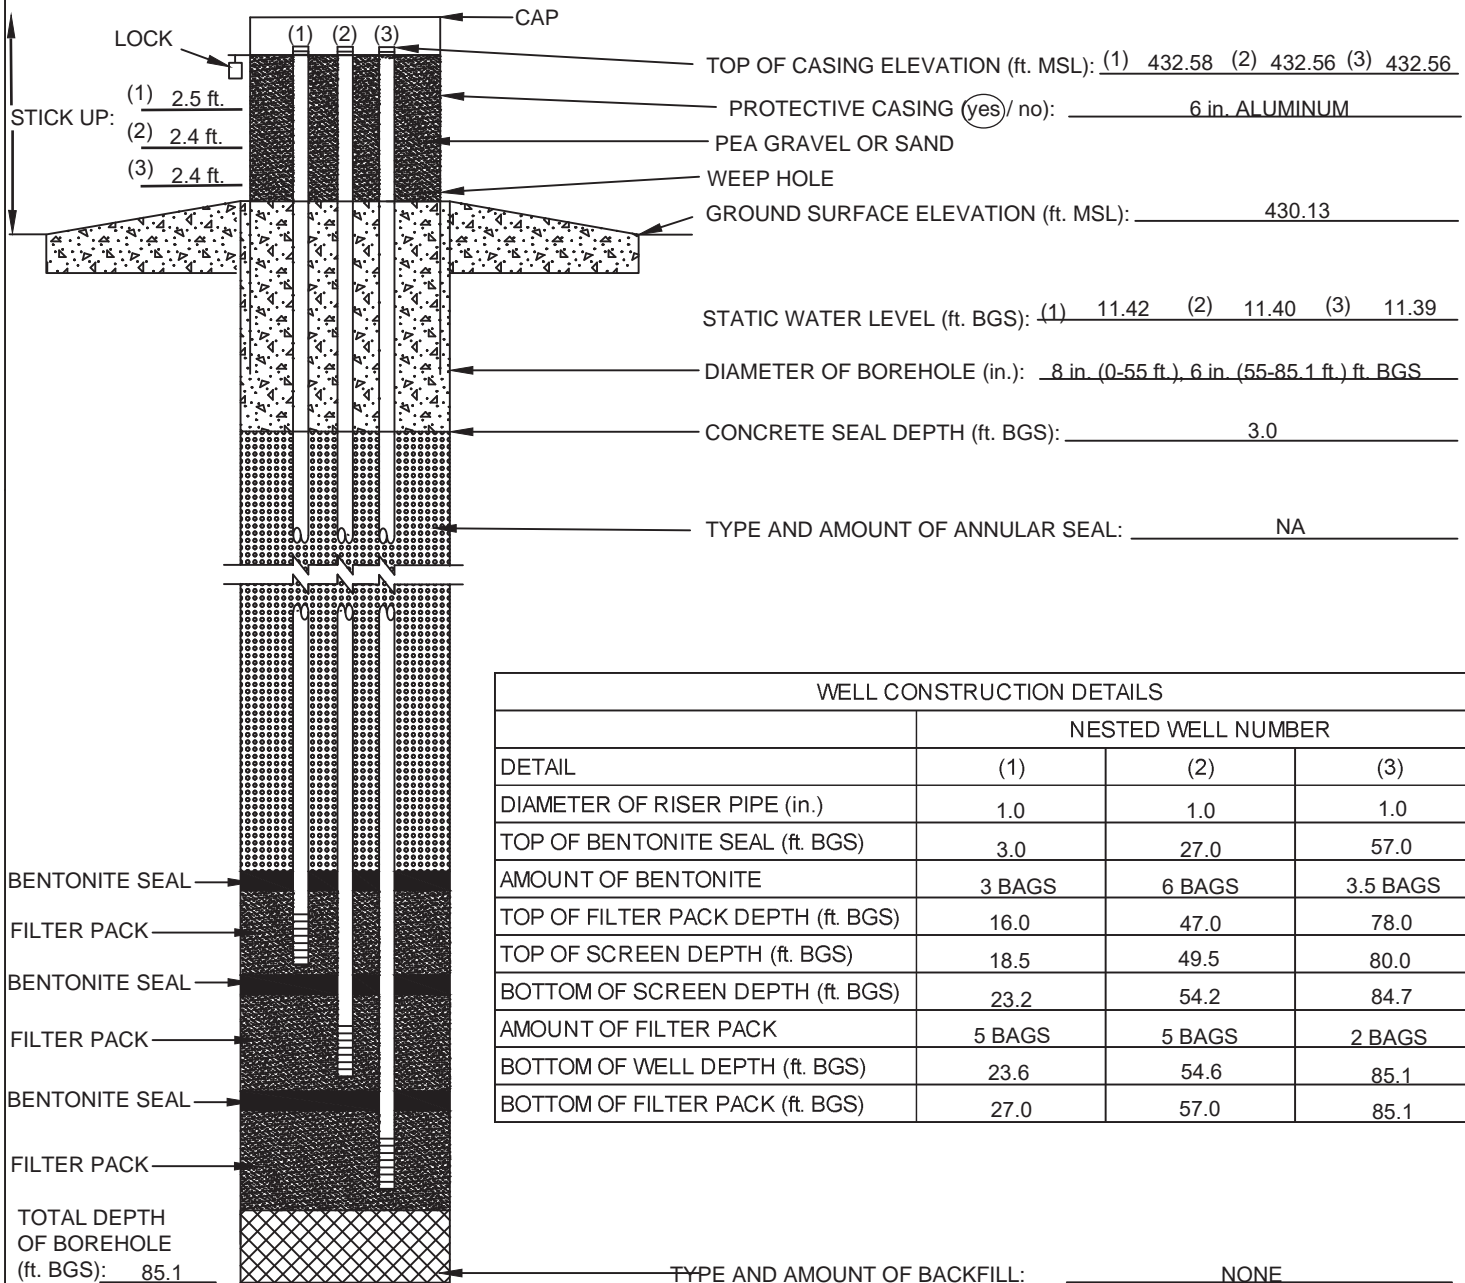 CAP
LOCK
(1) (2) (3)
TOP OF CASING ELEVATION (ft. MSL): (1) 432.58 (2) 432.56 (3) 432.56
STICK UP:
(1) 2.5 ft.
(2) 2.4 ft.
(3) 2.4 ft.
PROTECTIVE CASING (yes/ no): 6 in. ALUMINUM
PEA GRAVEL OR SAND
WEEP HOLE
GROUND SURFACE ELEVATION (ft. MSL): 430.13
STATIC WATER LEVEL (ft. BGS): (1) 11.42 (2) 11.40 (3) 11.39
DIAMETER OF BOREHOLE (in.): 8 in. (0-55 ft.), 6 in. (55-85.1 ft.) ft. BGS
CONCRETE SEAL DEPTH (ft. BGS): 3.0
TYPE AND AMOUNT OF ANNULAR SEAL: NA
WELL CONSTRUCTION DETAILS
NESTED WELL NUMBER
DETAIL (1) (2) (3)
DIAMETER OF RISER PIPE (in.) 1.0 1.0 1.0
TOP OF BENTONITE SEAL (ft. BGS) 3.0 27.0 57.0
AMOUNT OF BENTONITE 3 BAGS 6 BAGS 3.5 BAGS
TOP OF FILTER PACK DEPTH (ft. BGS) 16.0 47.0 78.0
TOP OF SCREEN DEPTH (ft. BGS) 18.5 49.5 80.0
BOTTOM OF SCREEN DEPTH (ft. BGS) 23.2 54.2 84.7
AMOUNT OF FILTER PACK 5 BAGS 5 BAGS 2 BAGS
BOTTOM OF WELL DEPTH (ft. BGS) 23.6 54.6 85.1
BOTTOM OF FILTER PACK (ft. BGS) 27.0 57.0 85.1
BENTONITE SEAL
FILTER PACK
BENTONITE SEAL
FILTER PACK
BENTONITE SEAL
FILTER PACK
TOTAL DEPTH
OF BOREHOLE
(ft. BGS): 85.1
TYPE AND AMOUNT OF BACKFILL: NONE